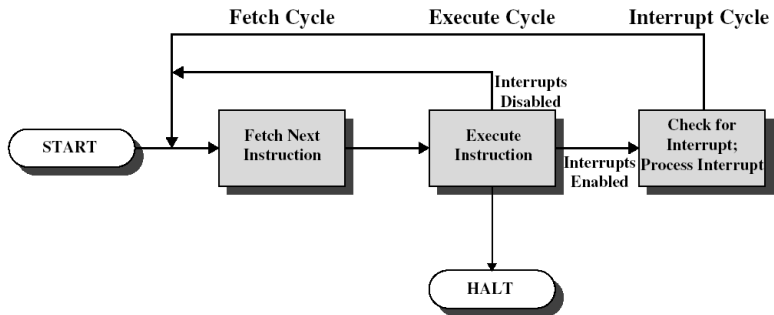 Fetch Cycle
Execute Cycle
Interrupt Cycle
START
Fetch Next
Instruction
Execute
Instruction
Interrupts
Disabled
Interrupts
Enabled
Check for
Interrupt;
Process Interrupt
HALT